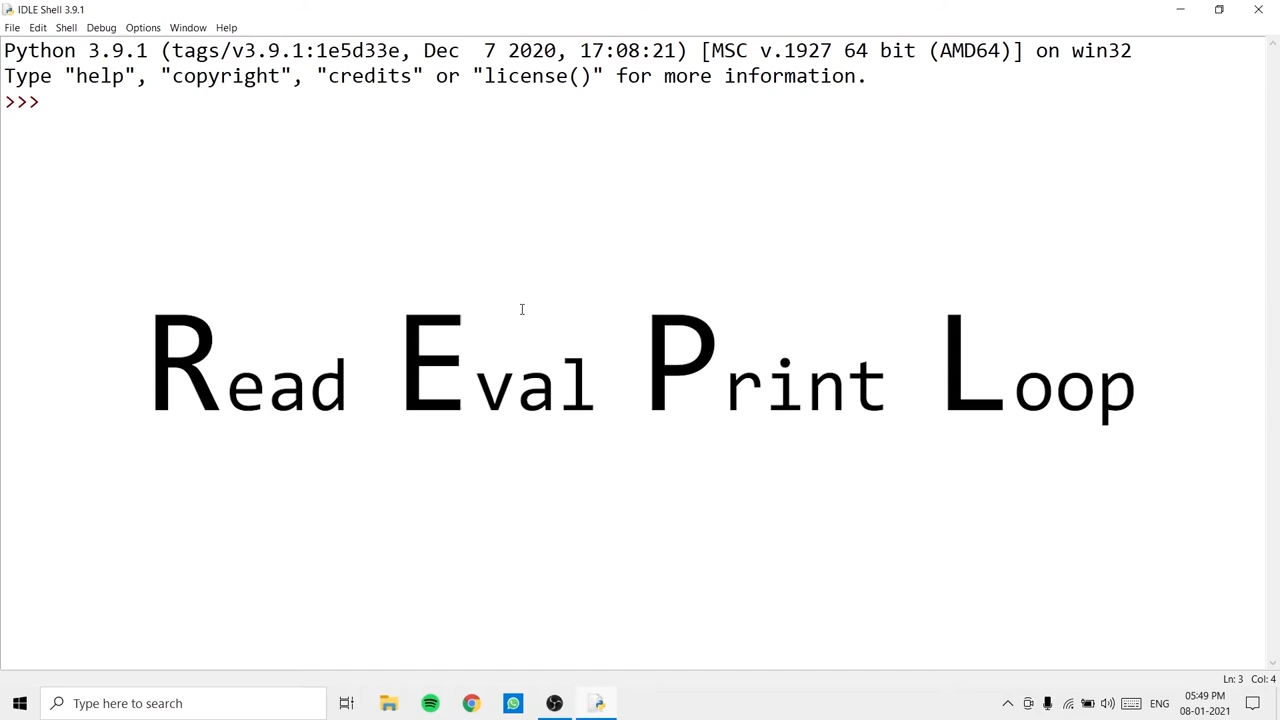 IDLE Shell 3.9.1
File Edit Shell Debug Options Window Help
Python 3.9.1 (tags/v3.9.1:1e5d33e, Dec  7 2020, 17:08:21) [MSC v.1927 64 bit (AMD64)] on win32
Type "help", "copyright", "credits" or "license()" for more information.
>>>
Read Eval Print Loop
Ln: 3 Col: 4
Type here to search
ENG
05:49 PM
08-01-2021